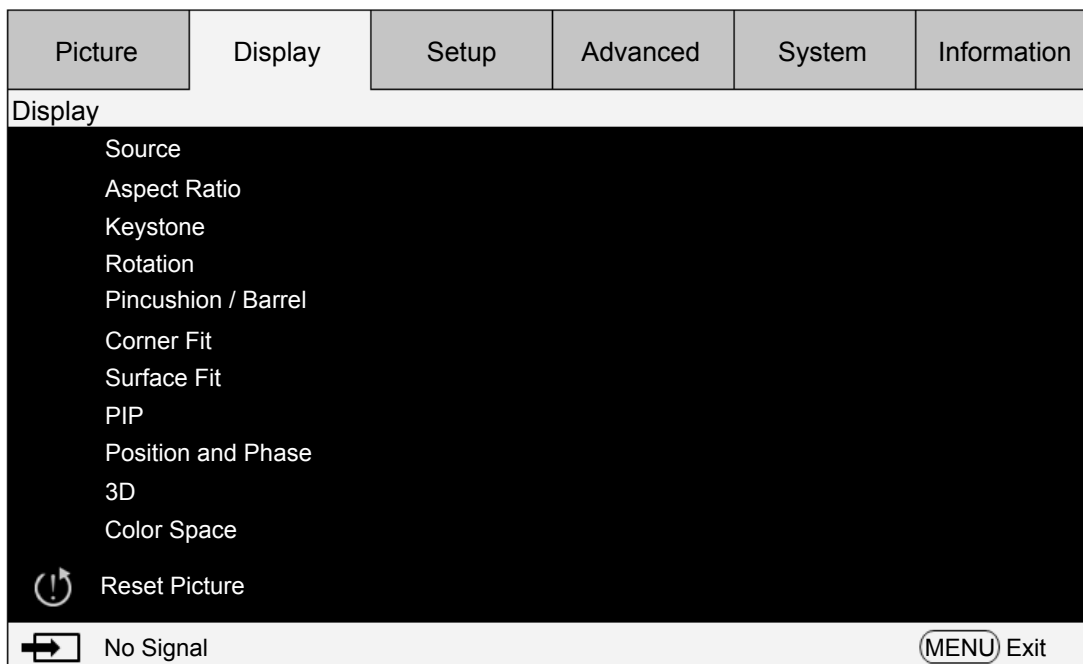 Picture Display Setup Advanced System Information
Display
Source
Aspect Ratio
Keystone
Rotation
Pincushion / Barrel
Corner Fit
Surface Fit
PIP
Position and Phase
3D
Color Space
Reset Picture
No Signal MENU Exit